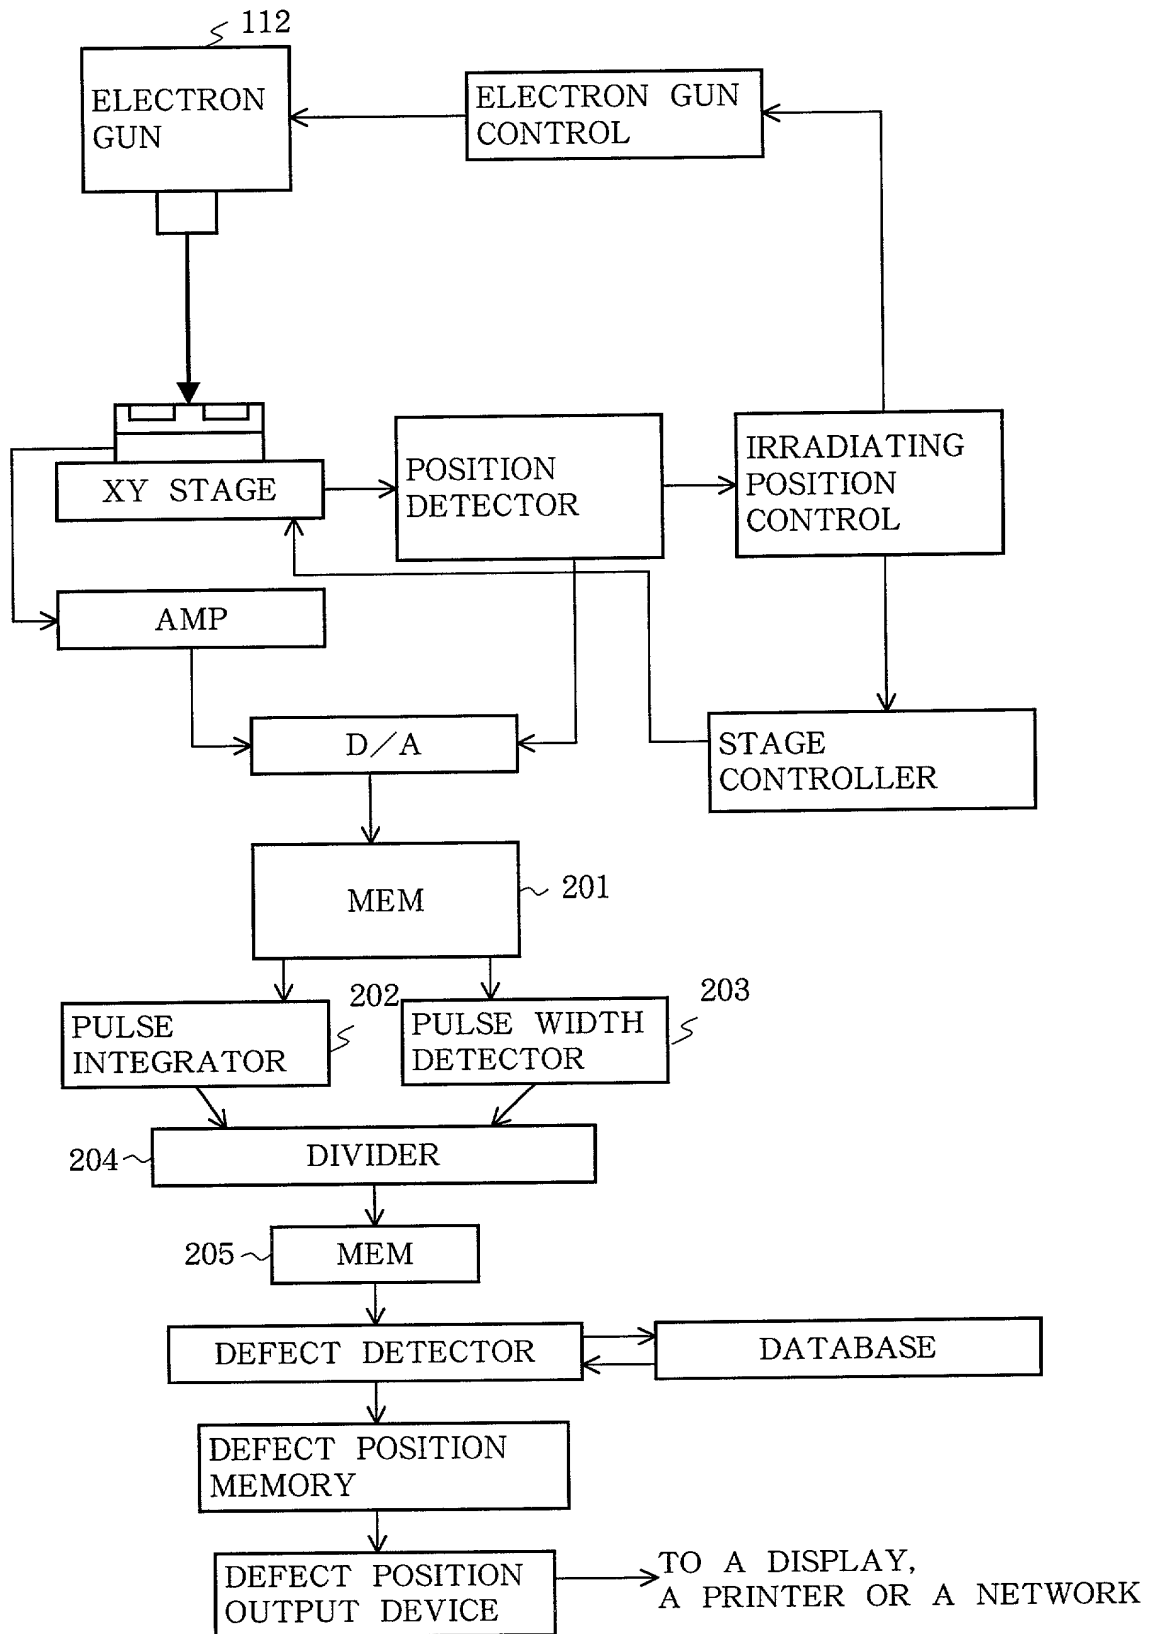 112
ELECTRON
GUN
ELECTRON GUN
CONTROL
XY STAGE
POSITION
DETECTOR
IRRADIATING
POSITION
CONTROL
AMP
D/A
STAGE
CONTROLLER
MEM
201
202
203
PULSE
INTEGRATOR
PULSE WIDTH
DETECTOR
204
DIVIDER
205
MEM
DEFECT DETECTOR
DATABASE
DEFECT POSITION
MEMORY
DEFECT POSITION
OUTPUT DEVICE
TO A DISPLAY,
A PRINTER OR A NETWORK